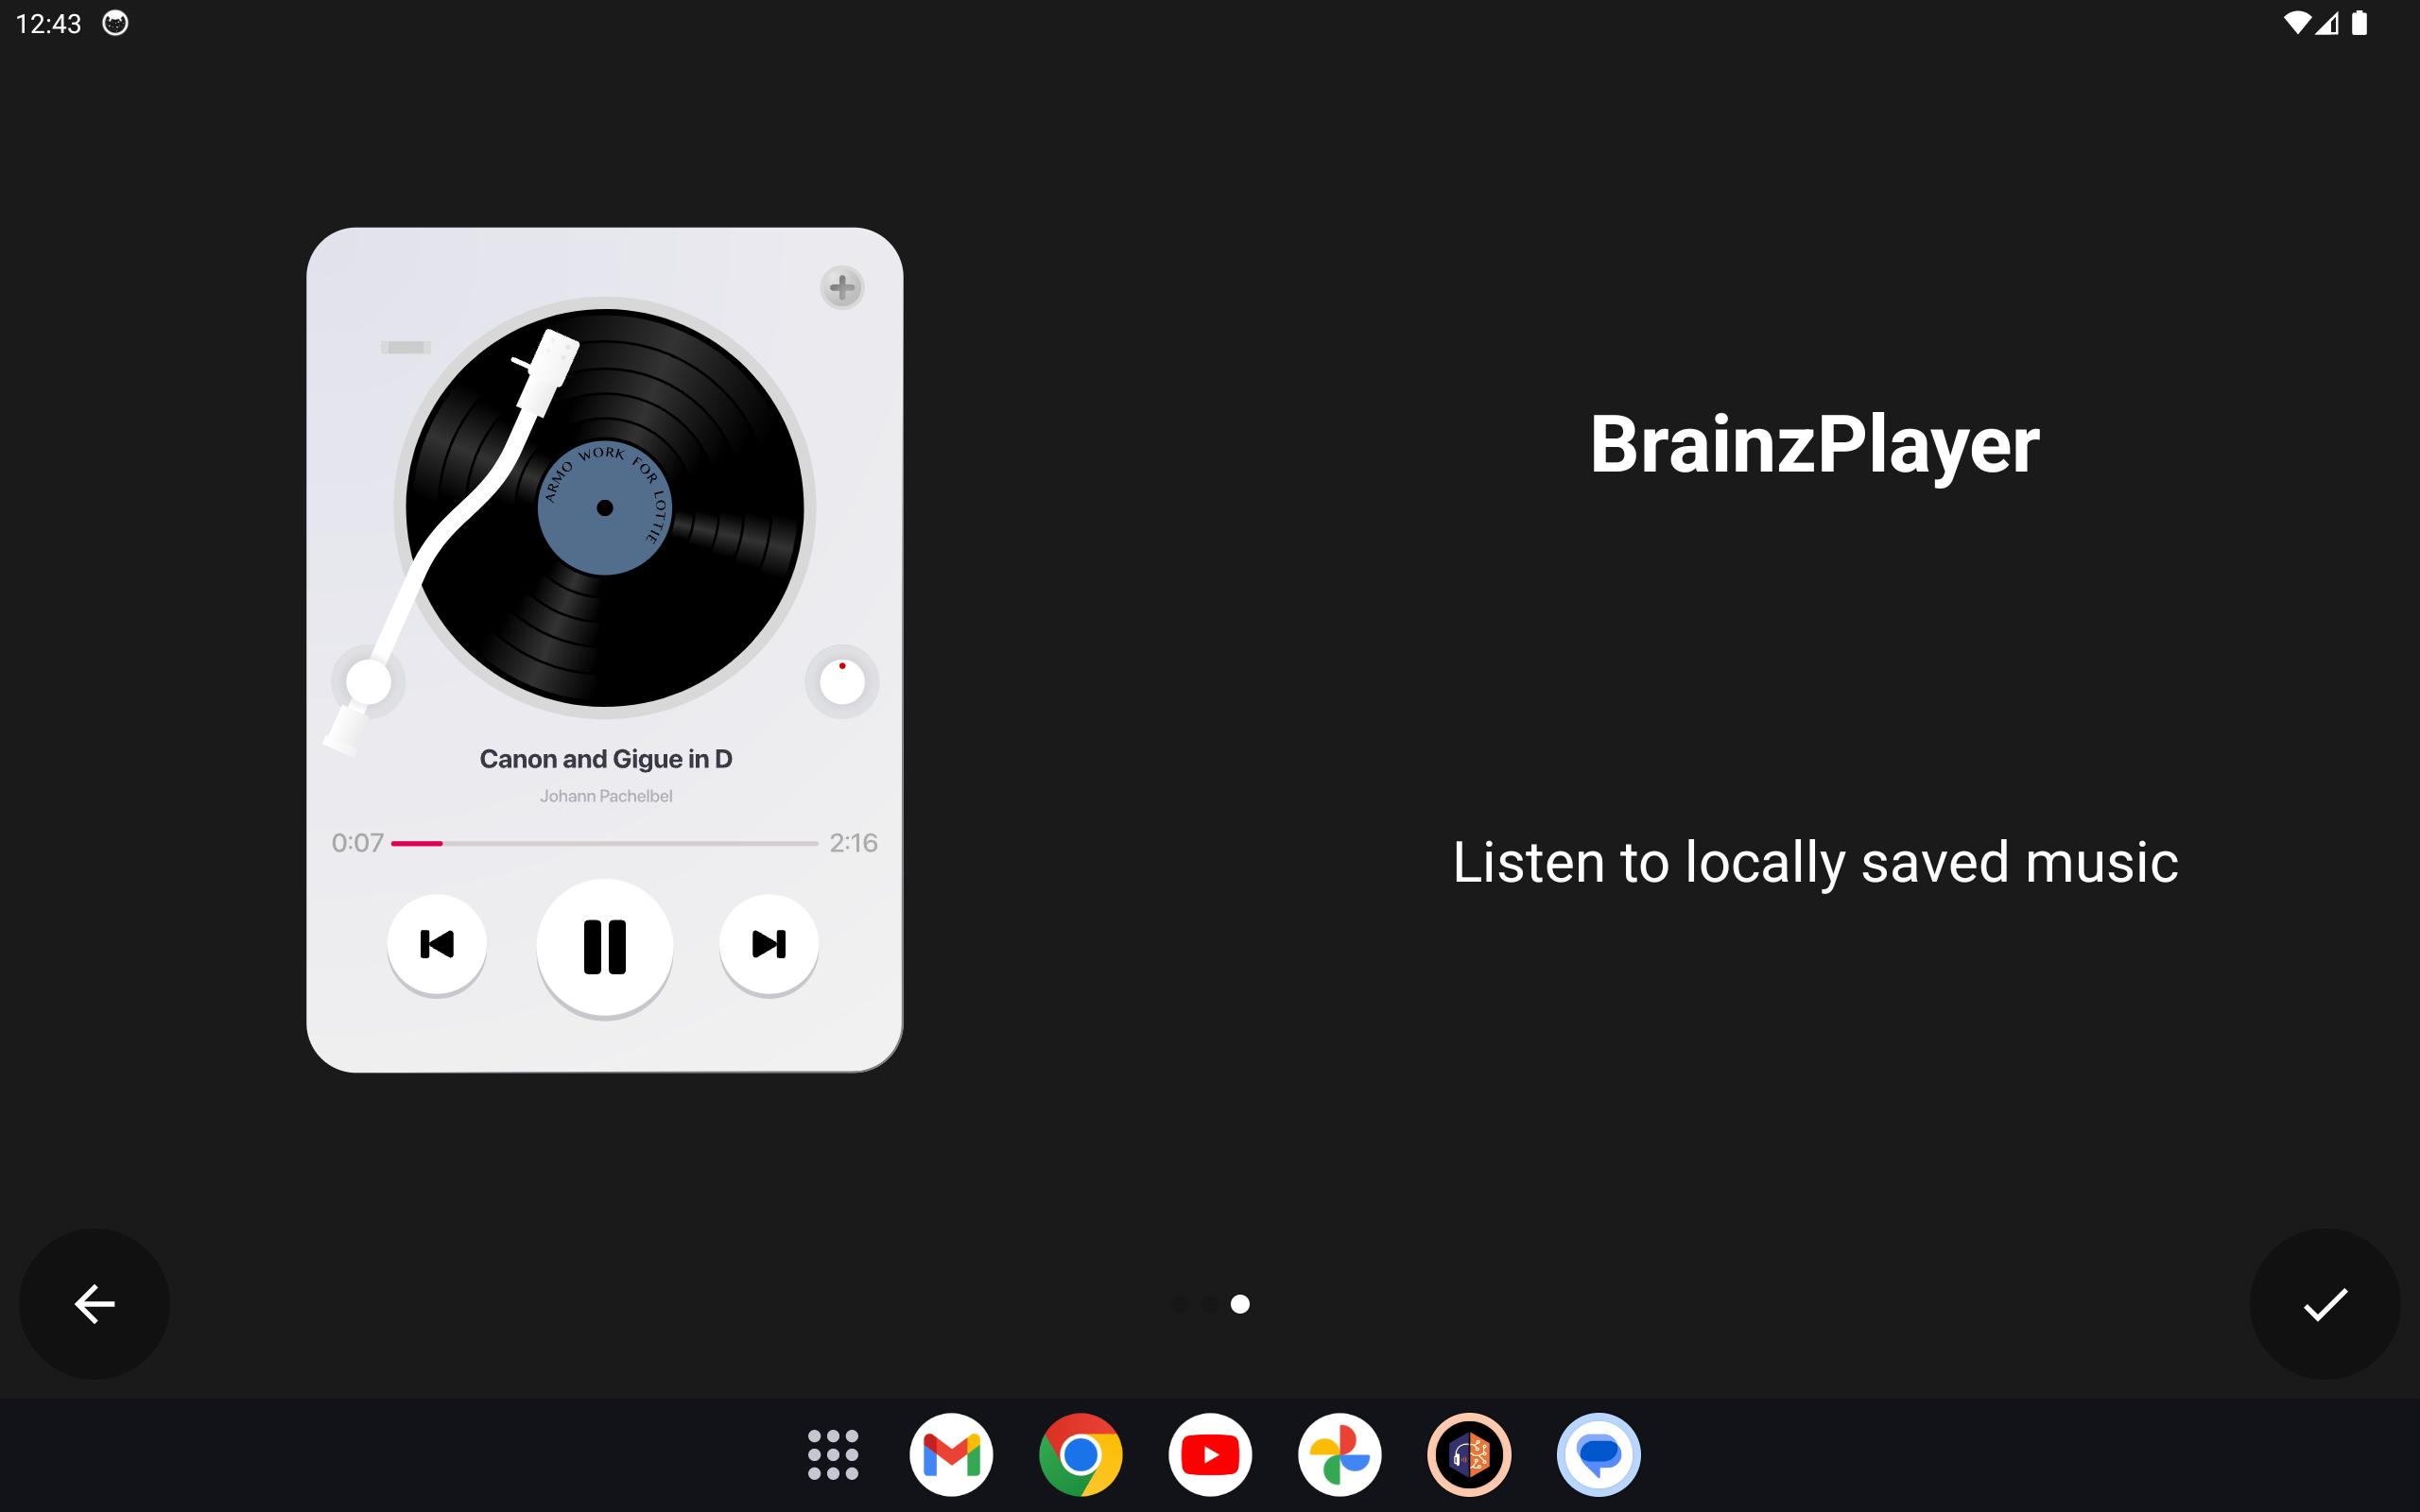 12:43
ARMO WORK FOR LOTTIE
BrainzPlayer
Canon and Gigue in D
Johann Pachelbel
0:07
2:16
Listen to locally saved music